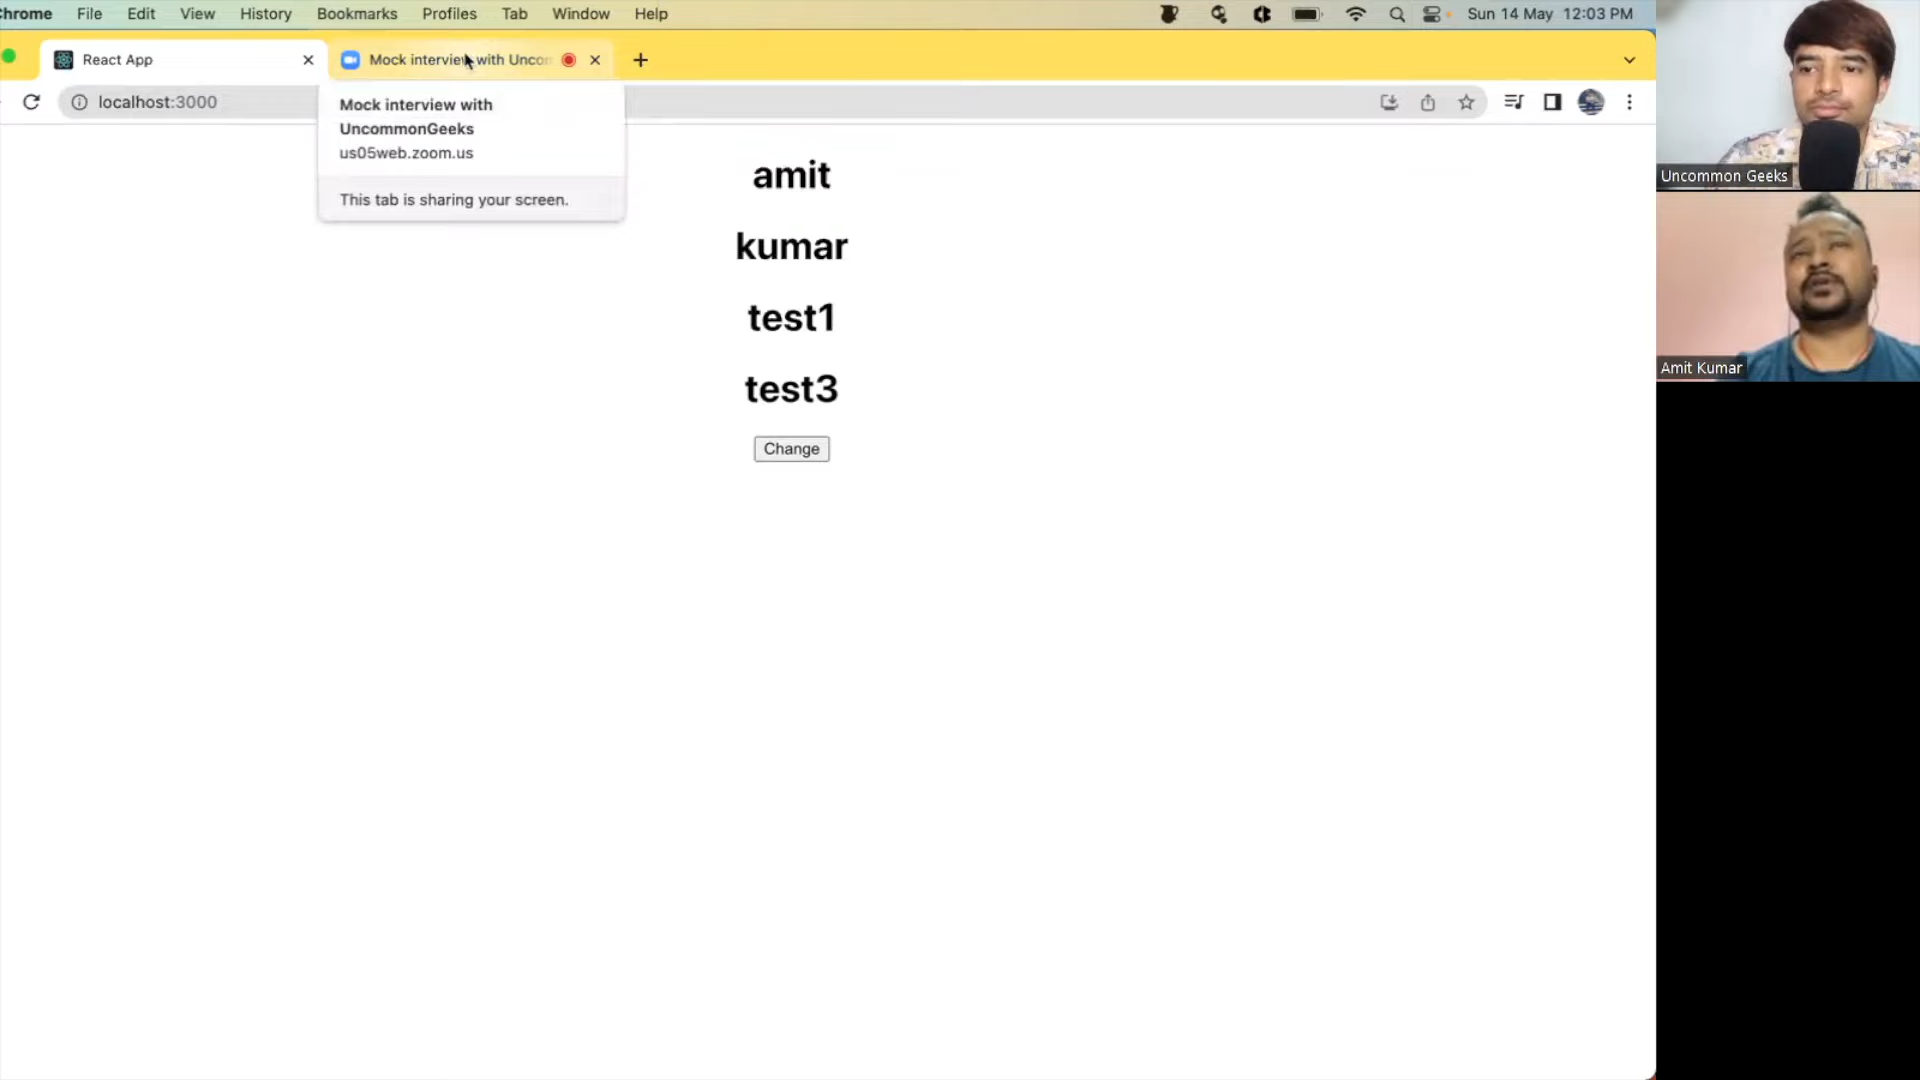 Chrome File Edit View History Bookmarks Profiles Tab Window Help Sun 14 May 12:03 PM
React App Mock interview with Uncom
localhost:3000
Mock interview with
UncommonGeeks
us05web.zoom.us
This tab is sharing your screen.
amit
kumar
test1
test3
Change
Uncommon Geeks
Amit Kumar